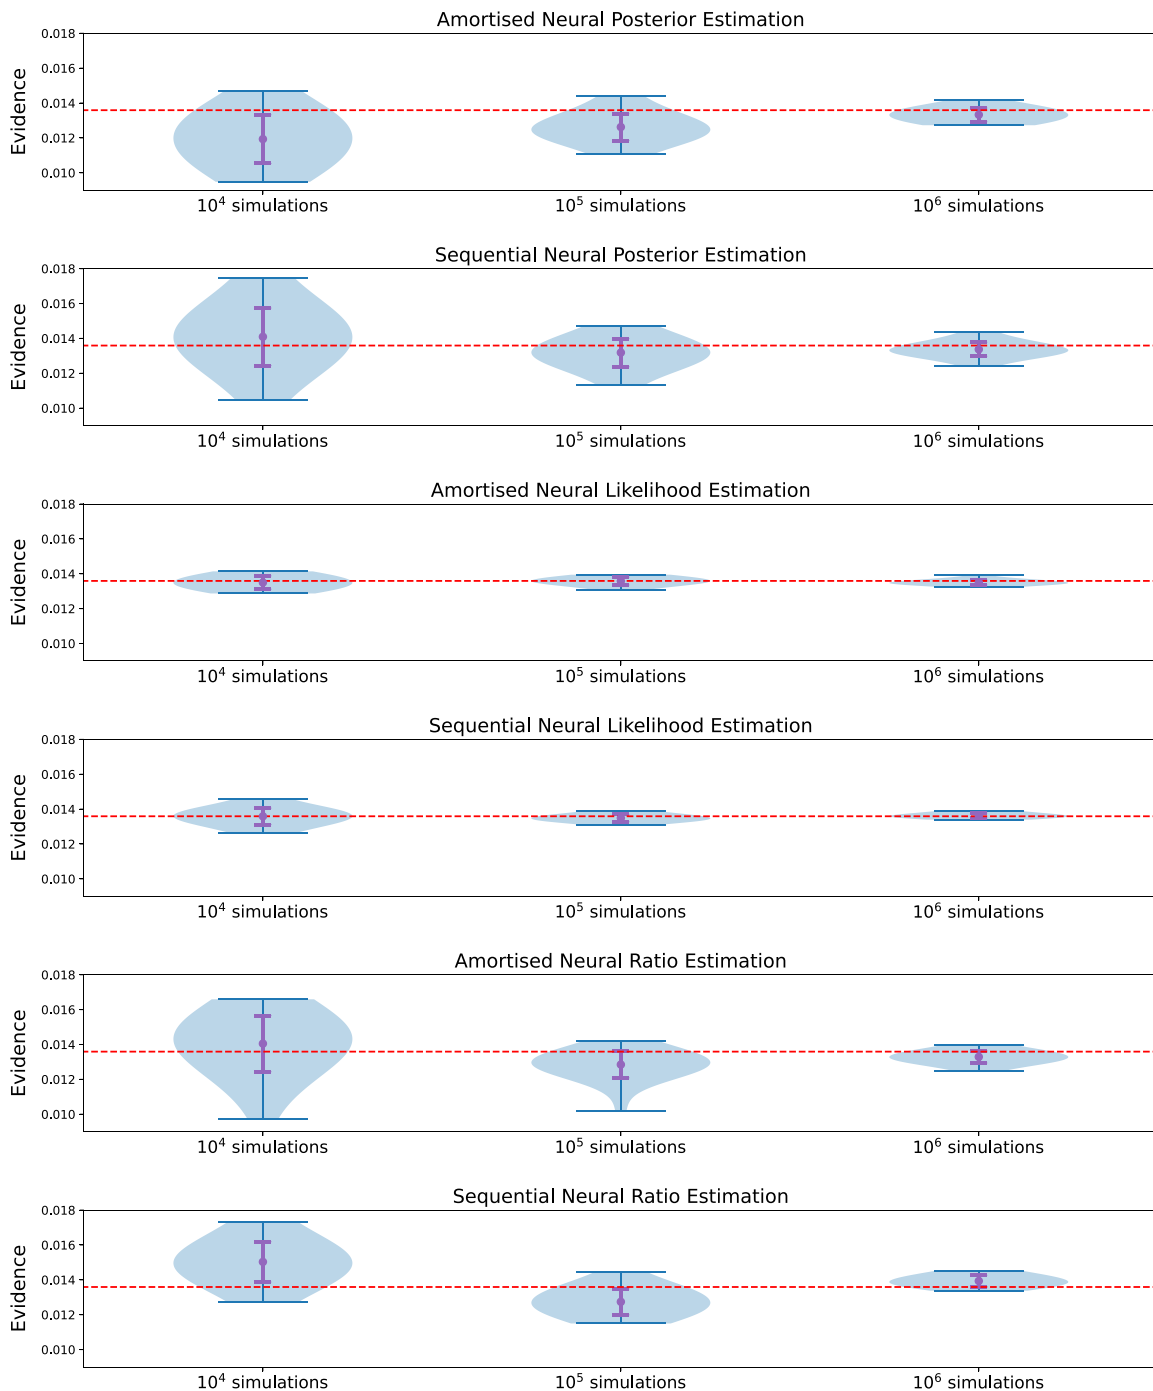 Amortised Neural Posterior Estimation
0.018
0.016
0.014
0.012
0.010
Evidence
10⁴ simulations
10⁵ simulations
10⁶ simulations
Sequential Neural Posterior Estimation
0.018
0.016
0.014
0.012
0.010
Evidence
10⁴ simulations
10⁵ simulations
10⁶ simulations
Amortised Neural Likelihood Estimation
0.018
0.016
0.014
0.012
0.010
Evidence
10⁴ simulations
10⁵ simulations
10⁶ simulations
Sequential Neural Likelihood Estimation
0.018
0.016
0.014
0.012
0.010
Evidence
10⁴ simulations
10⁵ simulations
10⁶ simulations
Amortised Neural Ratio Estimation
0.018
0.016
0.014
0.012
0.010
Evidence
10⁴ simulations
10⁵ simulations
10⁶ simulations
Sequential Neural Ratio Estimation
0.018
0.016
0.014
0.012
0.010
Evidence
10⁴ simulations
10⁵ simulations
10⁶ simulations